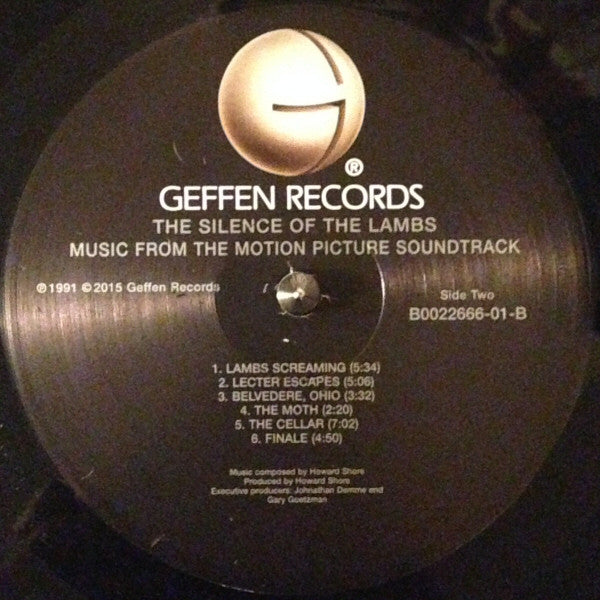 ®
GEFFEN RECORDS
THE SILENCE OF THE LAMBS
MUSIC FROM THE MOTION PICTURE SOUNDTRACK
℗ 1991 © 2015 Geffen Records
Side Two
B0022666-01-B
1. LAMBS SCREAMING (5:34)
2. LECTER ESCAPES (5:06)
3. BELVEDERE, OHIO (3:32)
4. THE MOTH (2:20)
5. THE CELLAR (7:02)
6. FINALE (4:50)
Music composed by Howard Shore
Produced by Howard Shore
Executive producers: Johnathan Demme and
Gary Goetzman